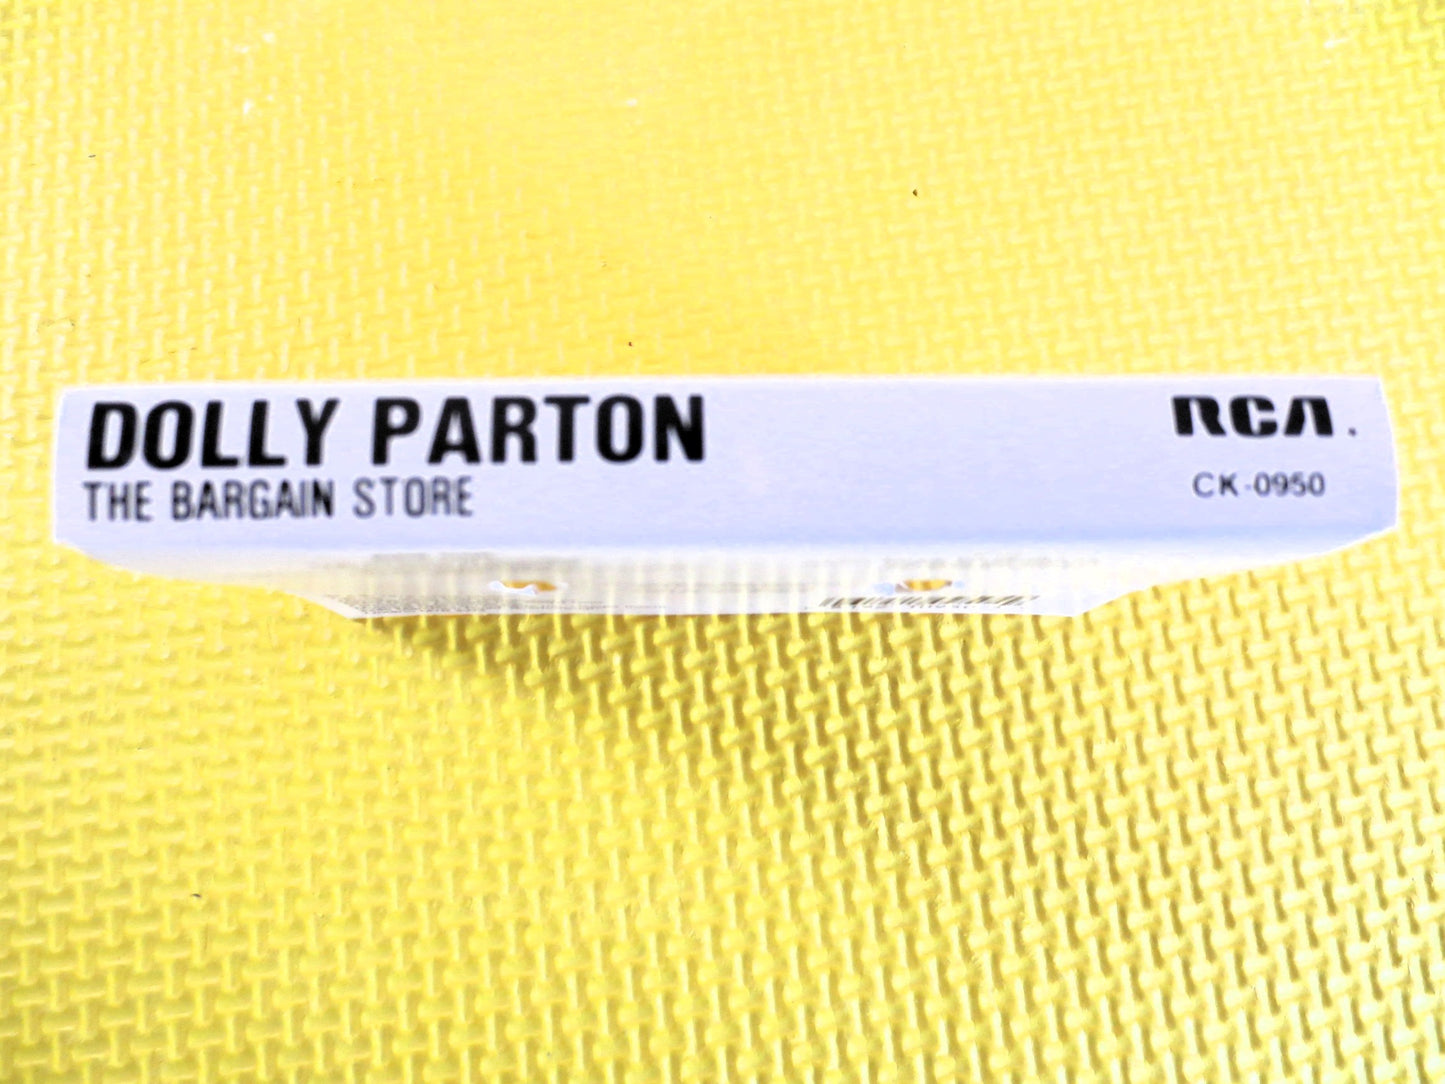 DOLLY PARTON
THE BARGAIN STORE
RCA.
CK-0950